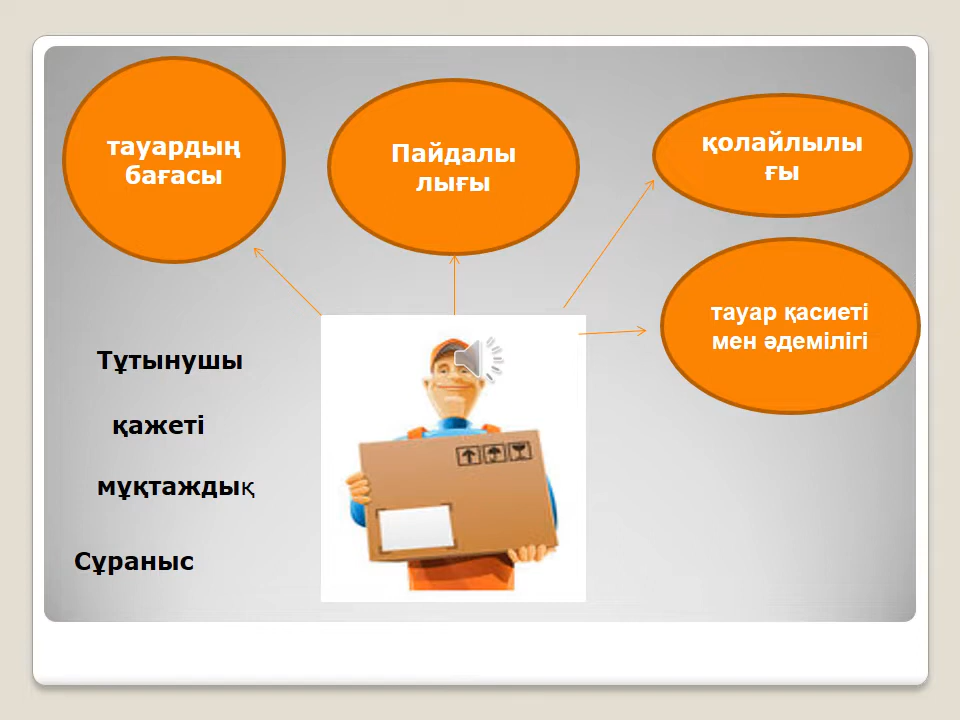 тауардың
бағасы
Пайдалы
лығы
қолайлылы
ғы
тауар қасиеті
мен әдемілігі
Тұтынушы
қажеті
мұқтаждық
Сұраныс